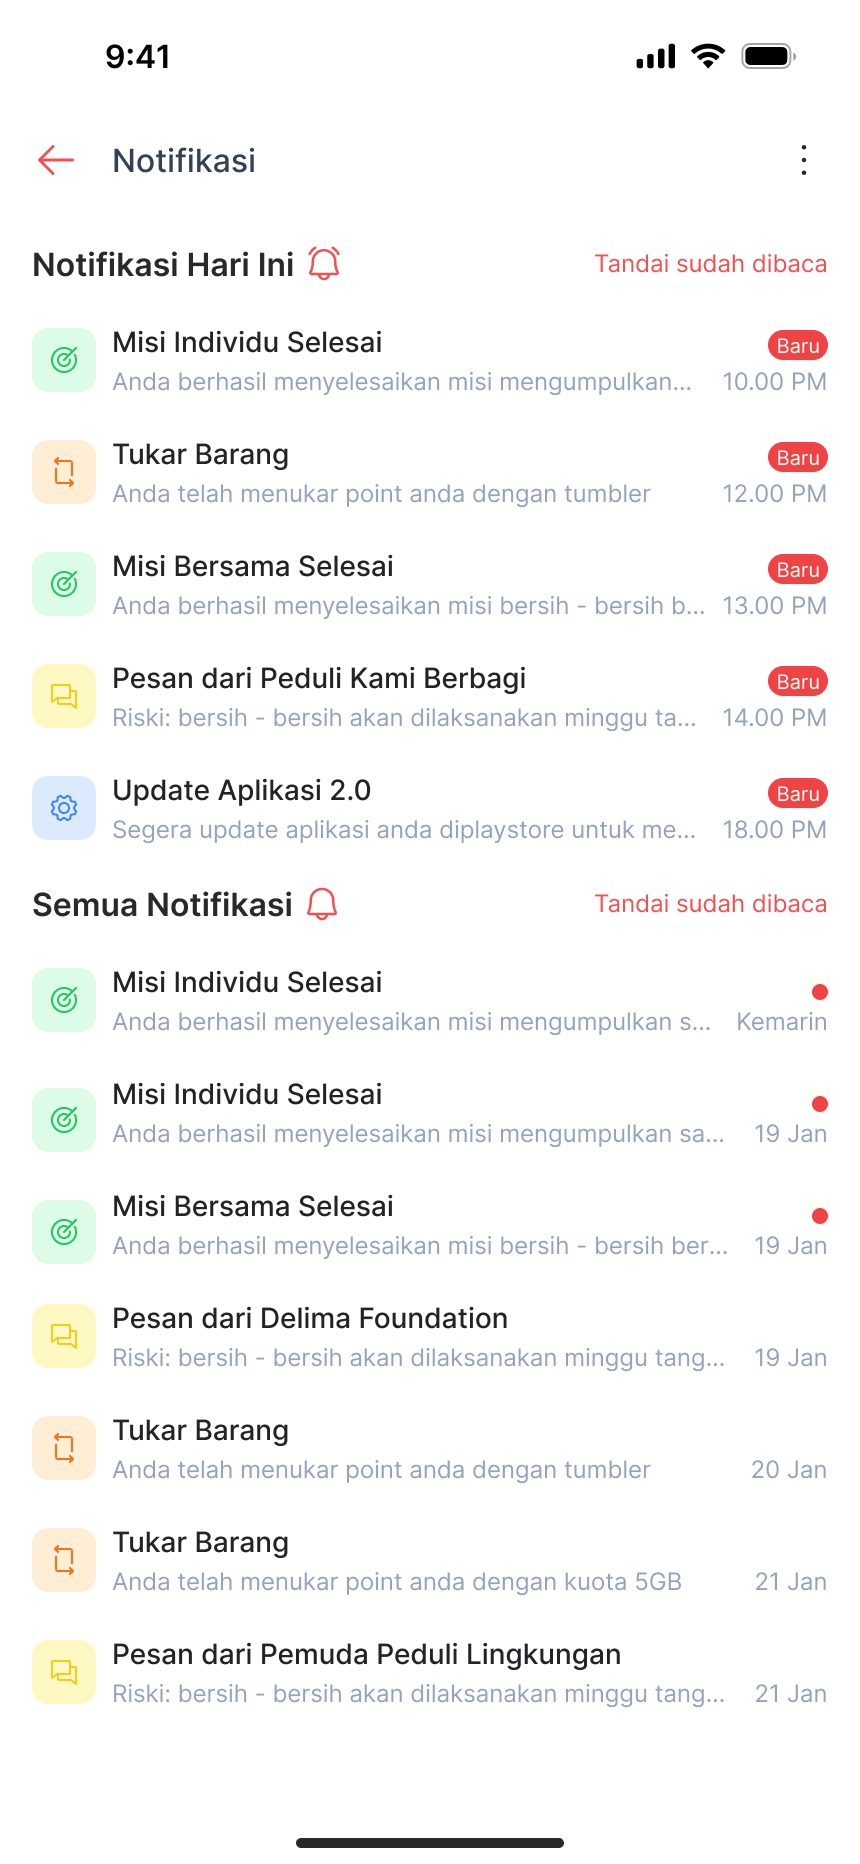 9:41
Notifikasi
Notifikasi Hari Ini Tandai sudah dibaca
Misi Individu Selesai Baru
Anda berhasil menyelesaikan misi mengumpulkan... 10.00 PM
Tukar Barang Baru
Anda telah menukar point anda dengan tumbler 12.00 PM
Misi Bersama Selesai Baru
Anda berhasil menyelesaikan misi bersih - bersih b... 13.00 PM
Pesan dari Peduli Kami Berbagi Baru
Riski: bersih - bersih akan dilaksanakan minggu ta... 14.00 PM
Update Aplikasi 2.0 Baru
Segera update aplikasi anda diplaystore untuk me... 18.00 PM
Semua Notifikasi Tandai sudah dibaca
Misi Individu Selesai
Anda berhasil menyelesaikan misi mengumpulkan s... Kemarin
Misi Individu Selesai
Anda berhasil menyelesaikan misi mengumpulkan sa... 19 Jan
Misi Bersama Selesai
Anda berhasil menyelesaikan misi bersih - bersih ber... 19 Jan
Pesan dari Delima Foundation
Riski: bersih - bersih akan dilaksanakan minggu tang... 19 Jan
Tukar Barang
Anda telah menukar point anda dengan tumbler 20 Jan
Tukar Barang
Anda telah menukar point anda dengan kuota 5GB 21 Jan
Pesan dari Pemuda Peduli Lingkungan
Riski: bersih - bersih akan dilaksanakan minggu tang... 21 Jan